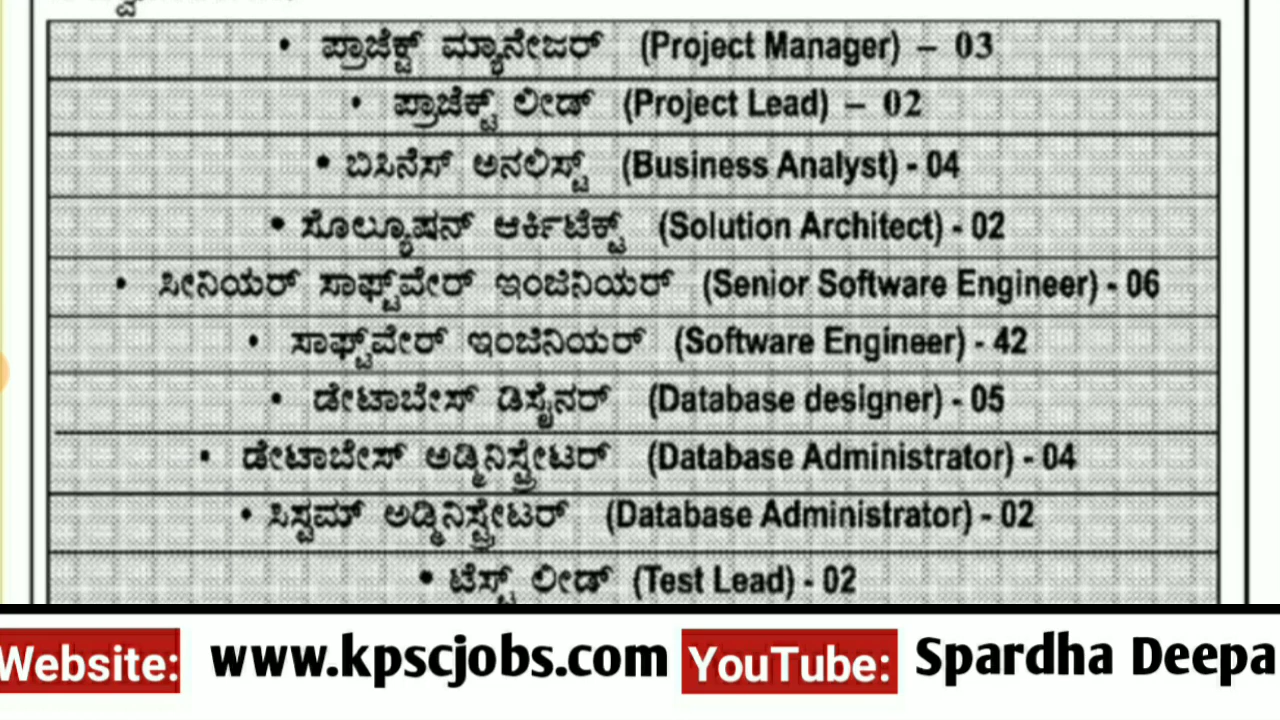 • ಪ್ರಾಜೆಕ್ಟ್ ಮ್ಯಾನೇಜರ್ (Project Manager) – 03
• ಪ್ರಾಜೆಕ್ಟ್ ಲೀಡ್ (Project Lead) – 02
• ಬಿಸಿನೆಸ್ ಅನಲಿಸ್ಟ್ (Business Analyst) - 04
• ಸೊಲ್ಯೂಷನ್ ಆರ್ಕಿಟೆಕ್ಟ್ (Solution Architect) - 02
• ಸೀನಿಯರ್ ಸಾಫ್ಟ್‌ವೇರ್ ಇಂಜಿನಿಯರ್ (Senior Software Engineer) - 06
• ಸಾಫ್ಟ್‌ವೇರ್ ಇಂಜಿನಿಯರ್ (Software Engineer) - 42
• ಡೇಟಾಬೇಸ್ ಡಿಸೈನರ್ (Database designer) - 05
• ಡೇಟಾಬೇಸ್ ಅಡ್ಮಿನಿಸ್ಟ್ರೇಟರ್ (Database Administrator) - 04
• ಸಿಸ್ಟಮ್ ಅಡ್ಮಿನಿಸ್ಟ್ರೇಟರ್ (Database Administrator) - 02
• ಟೆಸ್ಟ್ ಲೀಡ್ (Test Lead) - 02
Website: www.kpscjobs.com YouTube: Spardha Deepa